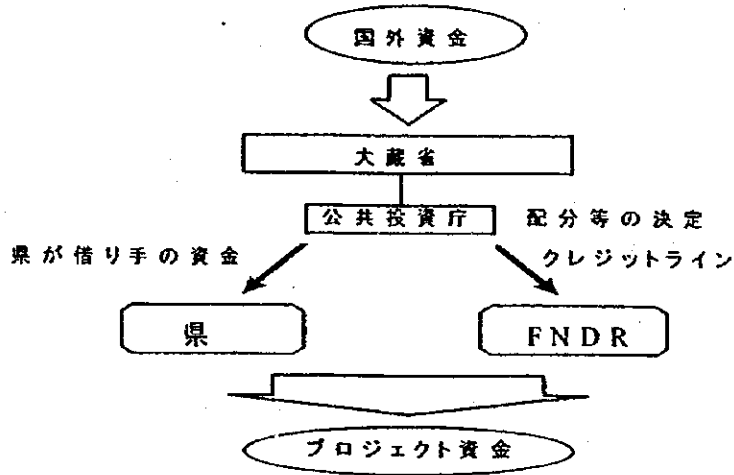 国外資金
大蔵省
公共投資庁 配分等の決定
県が借り手の資金 クレジットライン
県 FNDR
プロジェクト資金